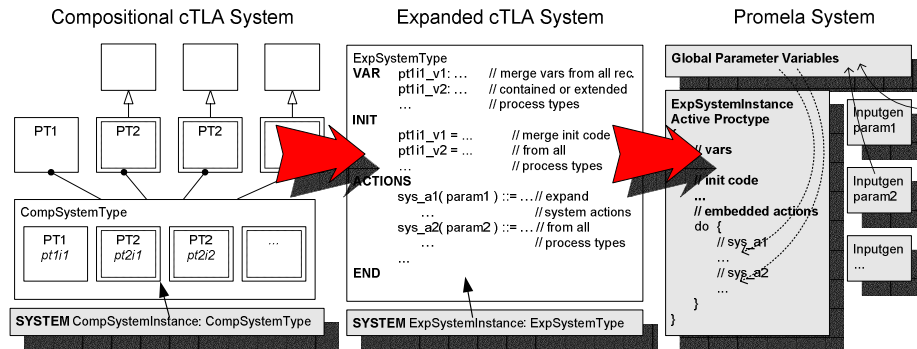 Compositional cTLA System
PT1
PT2
PT2
CompSystemType
PT1
pt1i1
PT2
pt2i1
PT2
pt2i2
...
SYSTEM CompSystemInstance: CompSystemType
Expanded cTLA System
ExpSystemType
VAR pt1i1_v1: ... // merge vars from all rec.
pt1i1_v2: ... // contained or extended
... // process types
INIT
pt1i1_v1 = ... // merge init code
pt1i1_v2 = ... // from all
... // process types
ACTIONS
sys_a1( param1 ) ::= ... // expand
... //system actions
sys_a2( param2 ) ::= ... // from all
... // process types
...
END
SYSTEM ExpSystemInstance: ExpSystemType
Promela System
Global Parameter Variables
ExpSystemInstance
Active Proctype
{
// vars
...
// init code
...
// embedded actions
do {
// sys_a1
...
// sys_a2
...
}
}
Inputgen
param1
Inputgen
param2
Inputgen
...